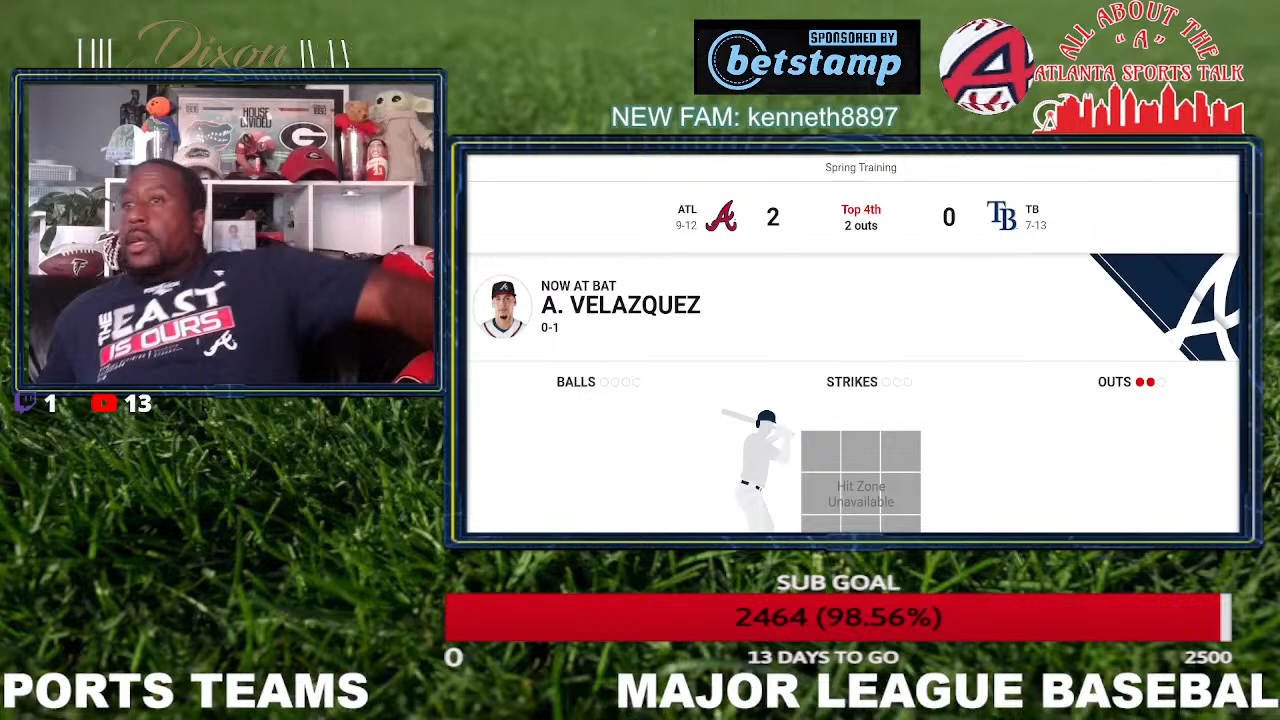 Dixon
SPONSORED BY
betstamp
ALL ABOUT THE
"A"
ATLANTA SPORTS TALK
NEW FAM: kenneth8897
HOUSE
DIVIDED
G
THE
EAST
IS OURS
A
1
13
Spring Training
ATL
9-12
2
Top 4th
2 outs
0
TB
TB
7-13
NOW AT BAT
A. VELAZQUEZ
0-1
BALLS
STRIKES
OUTS
Hit Zone
Unavailable
SUB GOAL
2464 (98.56%)
0
13 DAYS TO GO
2500
PORTS TEAMS
MAJOR LEAGUE BASEBAL